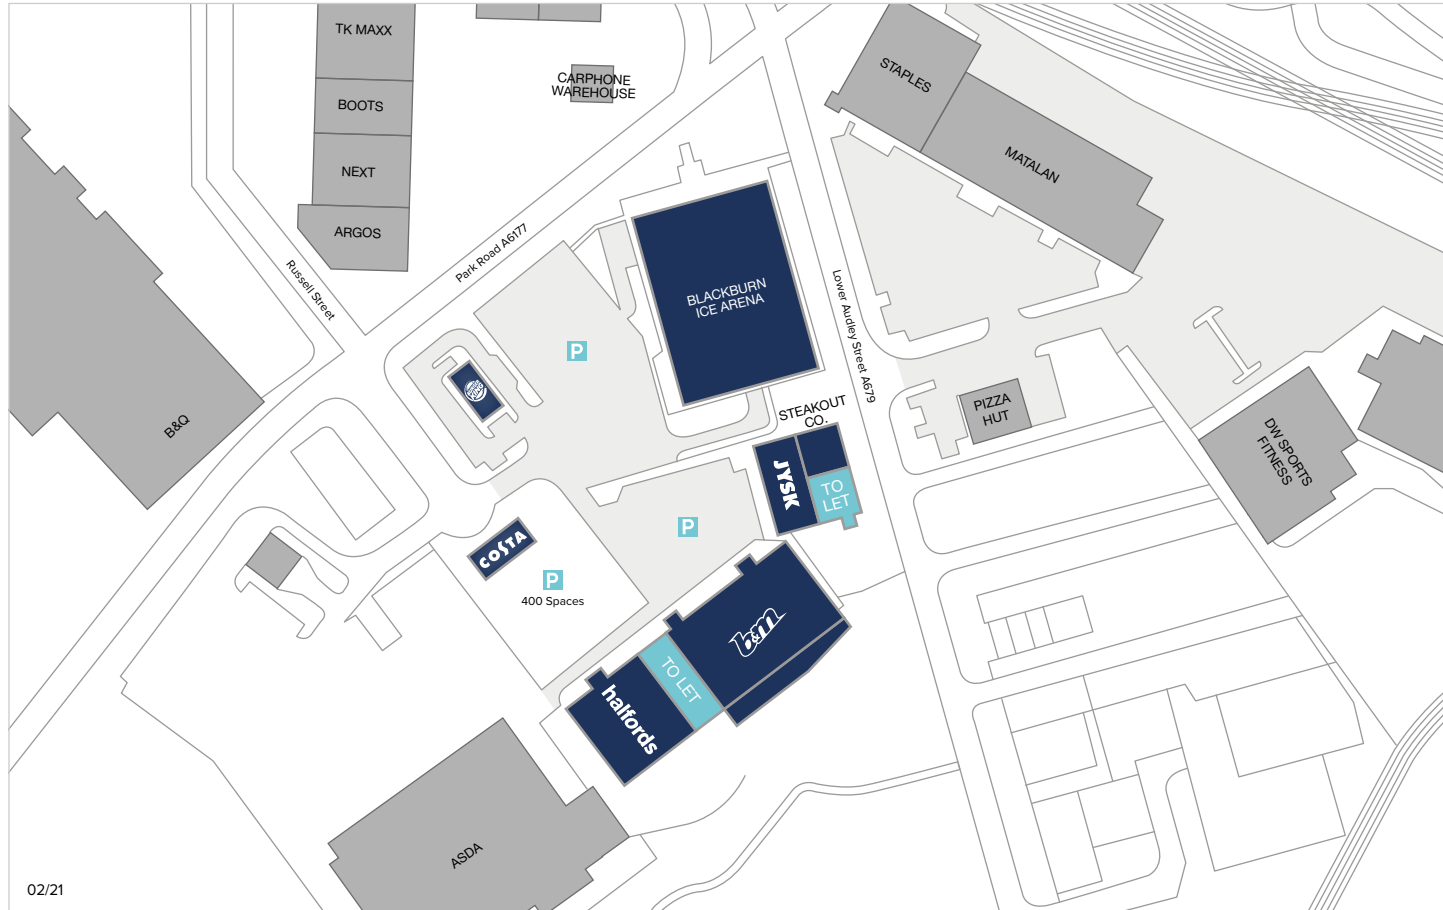 TK MAXX
BOOTS
NEXT
ARGOS
CARPHONE
WAREHOUSE
STAPLES
MATALAN
Park Road A6177
Russell Street
BLACKBURN
ICE ARENA
Lower Audley Street A679
P
BURGER
KING
B&Q
STEAKOUT
CO.
PIZZA
HUT
DW SPORTS
FITNESS
JYSK
TO
LET
P
COSTA
P
400 Spaces
b&m
TO LET
halfords
ASDA
02/21